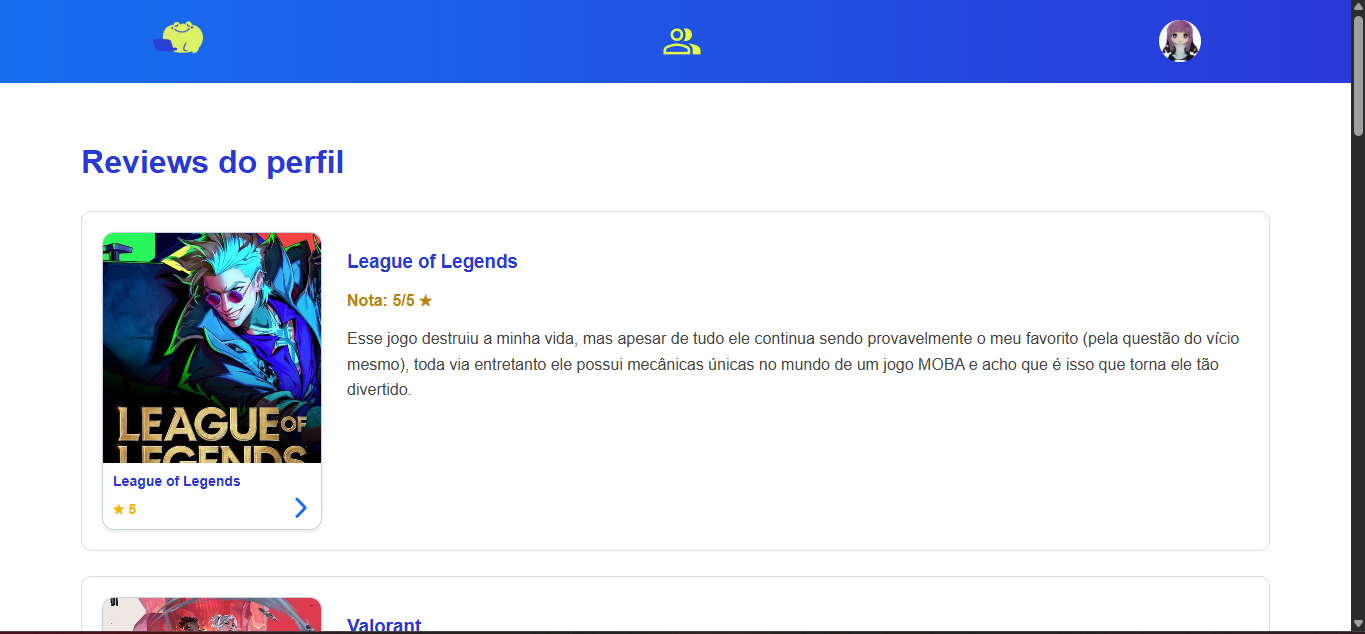 Reviews do perfil
LEAGUE OF
LEGENDS
League of Legends
★ 5
League of Legends
Nota: 5/5 ★
Esse jogo destruiu a minha vida, mas apesar de tudo ele continua sendo provavelmente o meu favorito (pela questão do vício
mesmo), toda via entretanto ele possui mecânicas únicas no mundo de um jogo MOBA e acho que é isso que torna ele tão
divertido.
Valorant